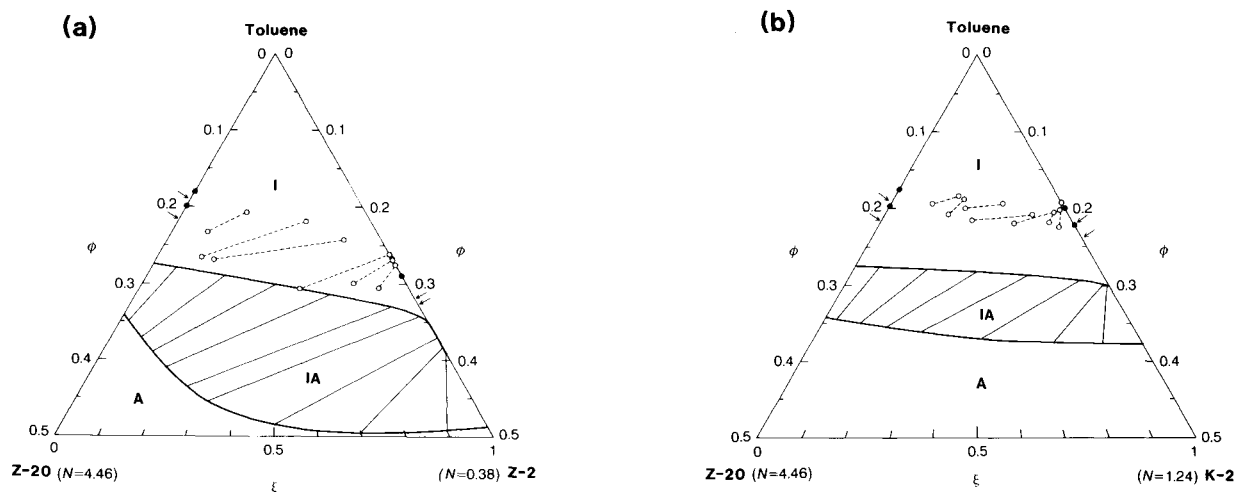 (a)
Toluene
0 0
0.1 0.1
I
0.2 0.2
ϕ ϕ
0.3 0.3
0.4 0.4
A IA
0.5 0.5
0 0.5 1
Z-20 (N=4.46) (N=0.38) Z-2
ξ
(b)
Toluene
0 0
0.1 0.1
I
0.2 0.2
ϕ ϕ
0.3 0.3
IA
0.4 0.4
A
0.5 0.5
0 0.5 1
Z-20 (N=4.46) (N=1.24) K-2
ξ